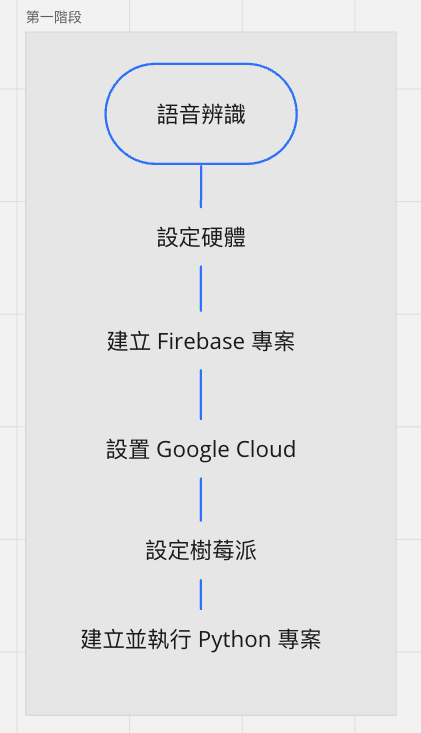 第一階段
語音辨識
設定硬體
建立 Firebase 專案
設置 Google Cloud
設定樹莓派
建立並執行 Python 專案